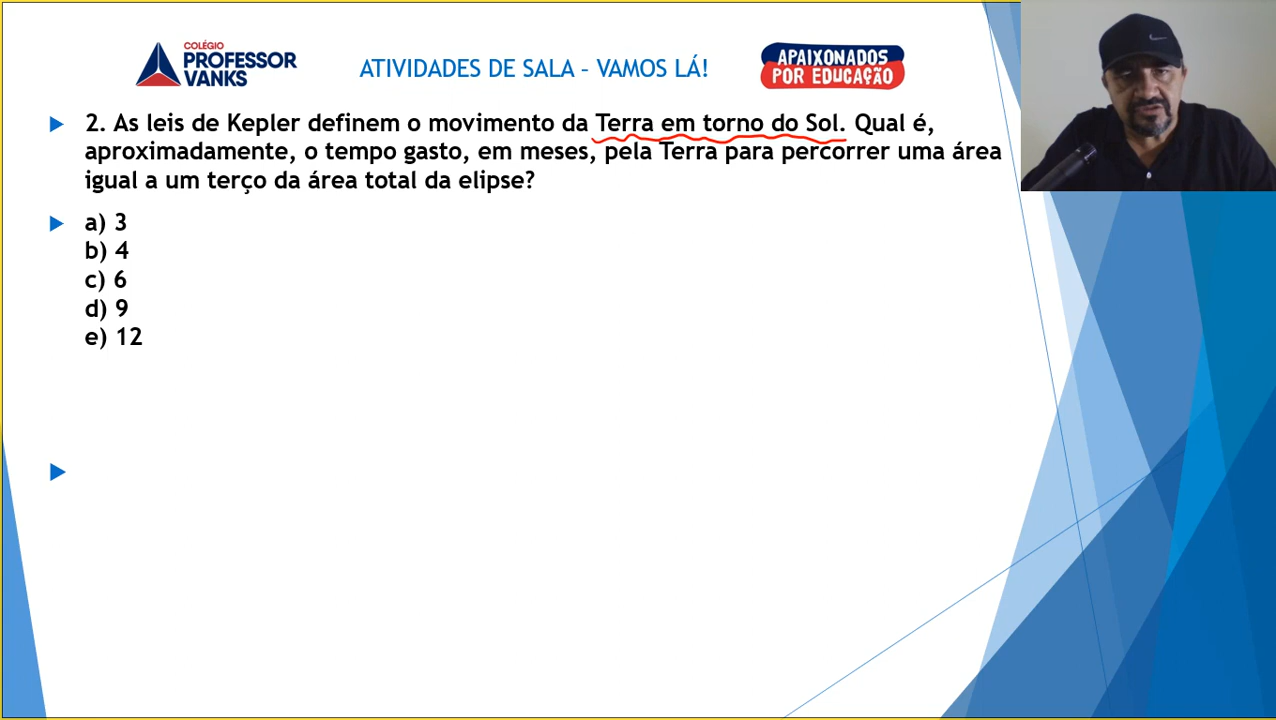 COLÉGIO
PROFESSOR
VANKS
ATIVIDADES DE SALA – VAMOS LÁ!
APAIXONADOS
POR EDUCAÇÃO
2. As leis de Kepler definem o movimento da Terra em torno do Sol. Qual é,
aproximadamente, o tempo gasto, em meses, pela Terra para percorrer uma área
igual a um terço da área total da elipse?
a) 3
b) 4
c) 6
d) 9
e) 12